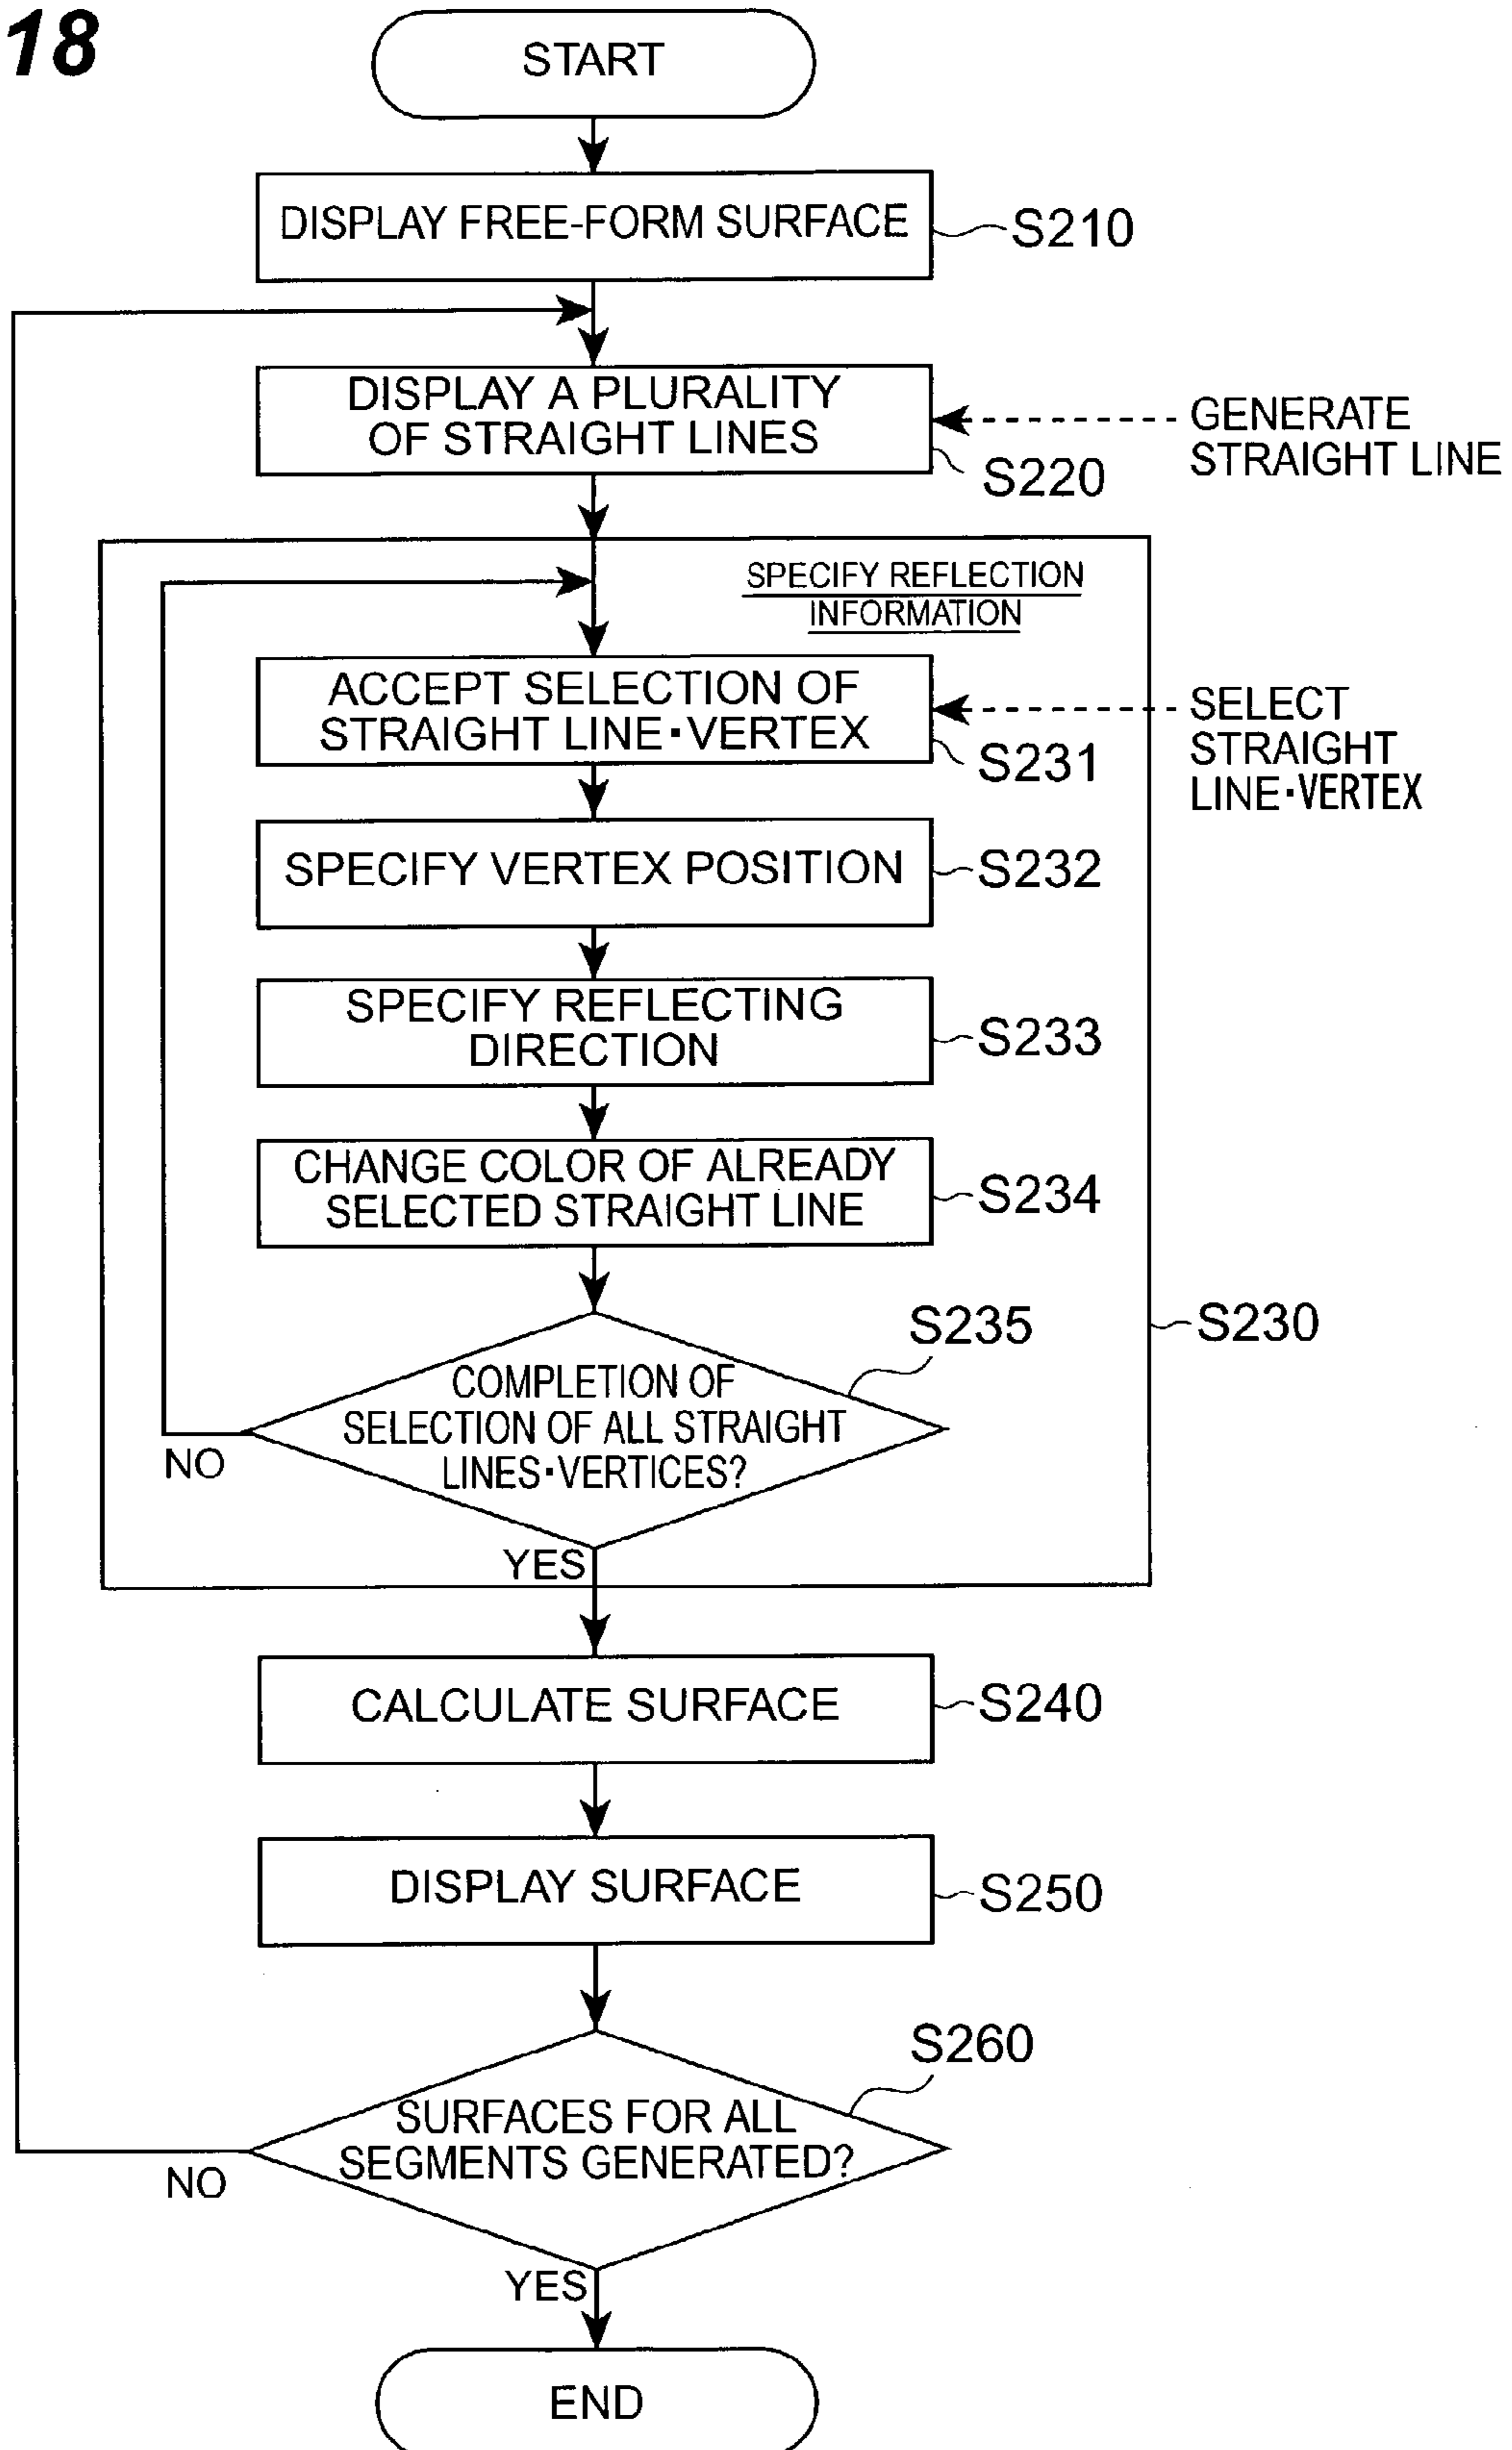 18
START
DISPLAY FREE-FORM SURFACE
S210
DISPLAY A PLURALITY
OF STRAIGHT LINES
S220
GENERATE
STRAIGHT LINE
SPECIFY REFLECTION
INFORMATION
ACCEPT SELECTION OF
STRAIGHT LINE·VERTEX
S231
SELECT
STRAIGHT
LINE·VERTEX
SPECIFY VERTEX POSITION
S232
SPECIFY REFLECTING
DIRECTION
S233
CHANGE COLOR OF ALREADY
SELECTED STRAIGHT LINE
S234
S235
S230
COMPLETION OF
SELECTION OF ALL STRAIGHT
LINES·VERTICES?
NO
YES
CALCULATE SURFACE
S240
DISPLAY SURFACE
S250
S260
SURFACES FOR ALL
SEGMENTS GENERATED?
NO
YES
END